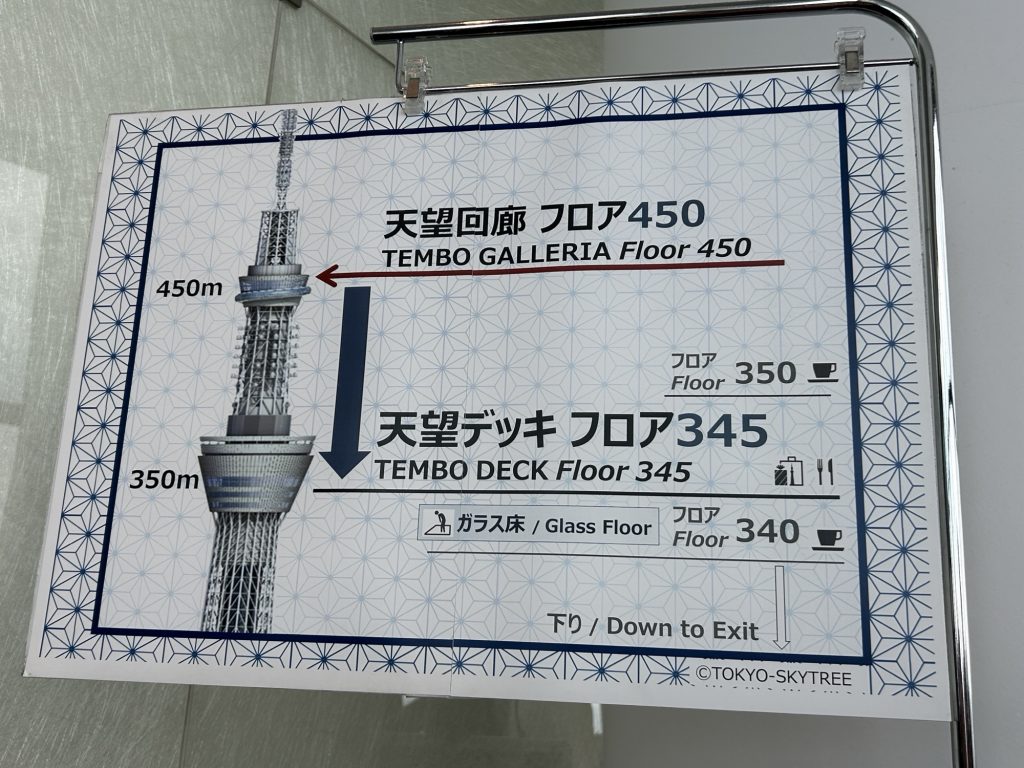 天望回廊 フロア450
TEMBO GALLERIA Floor 450
450m
フロア
Floor 350
天望デッキ フロア345
TEMBO DECK Floor 345
350m
ガラス床 / Glass Floor
フロア
Floor 340
下り / Down to Exit
©TOKYO-SKYTREE